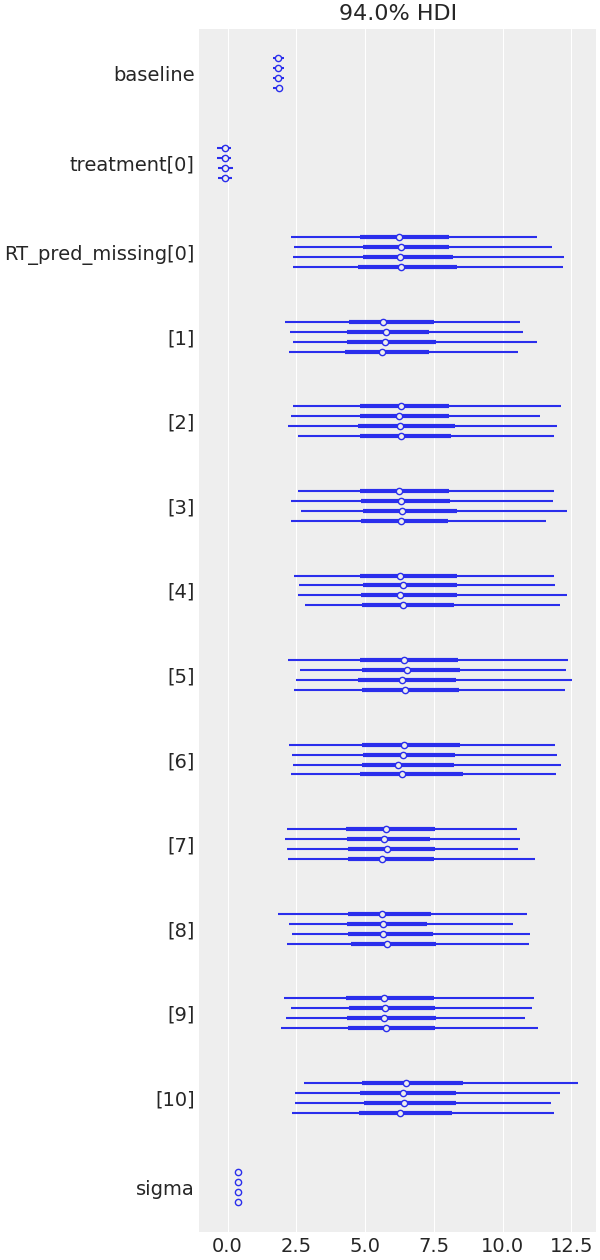 94.0% HDI
baseline
treatment[0]
RT_pred_missing[0]
[1]
[2]
[3]
[4]
[5]
[6]
[7]
[8]
[9]
[10]
sigma
0.0 2.5 5.0 7.5 10.0 12.5